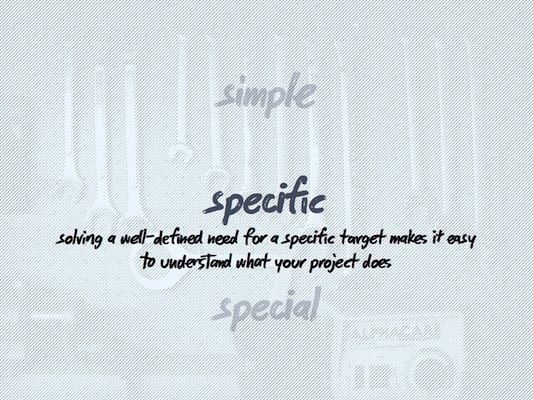 simple
specific
solving a well-defined need for a specific target makes it easy
to understand what your project does
special
ALPHACARE